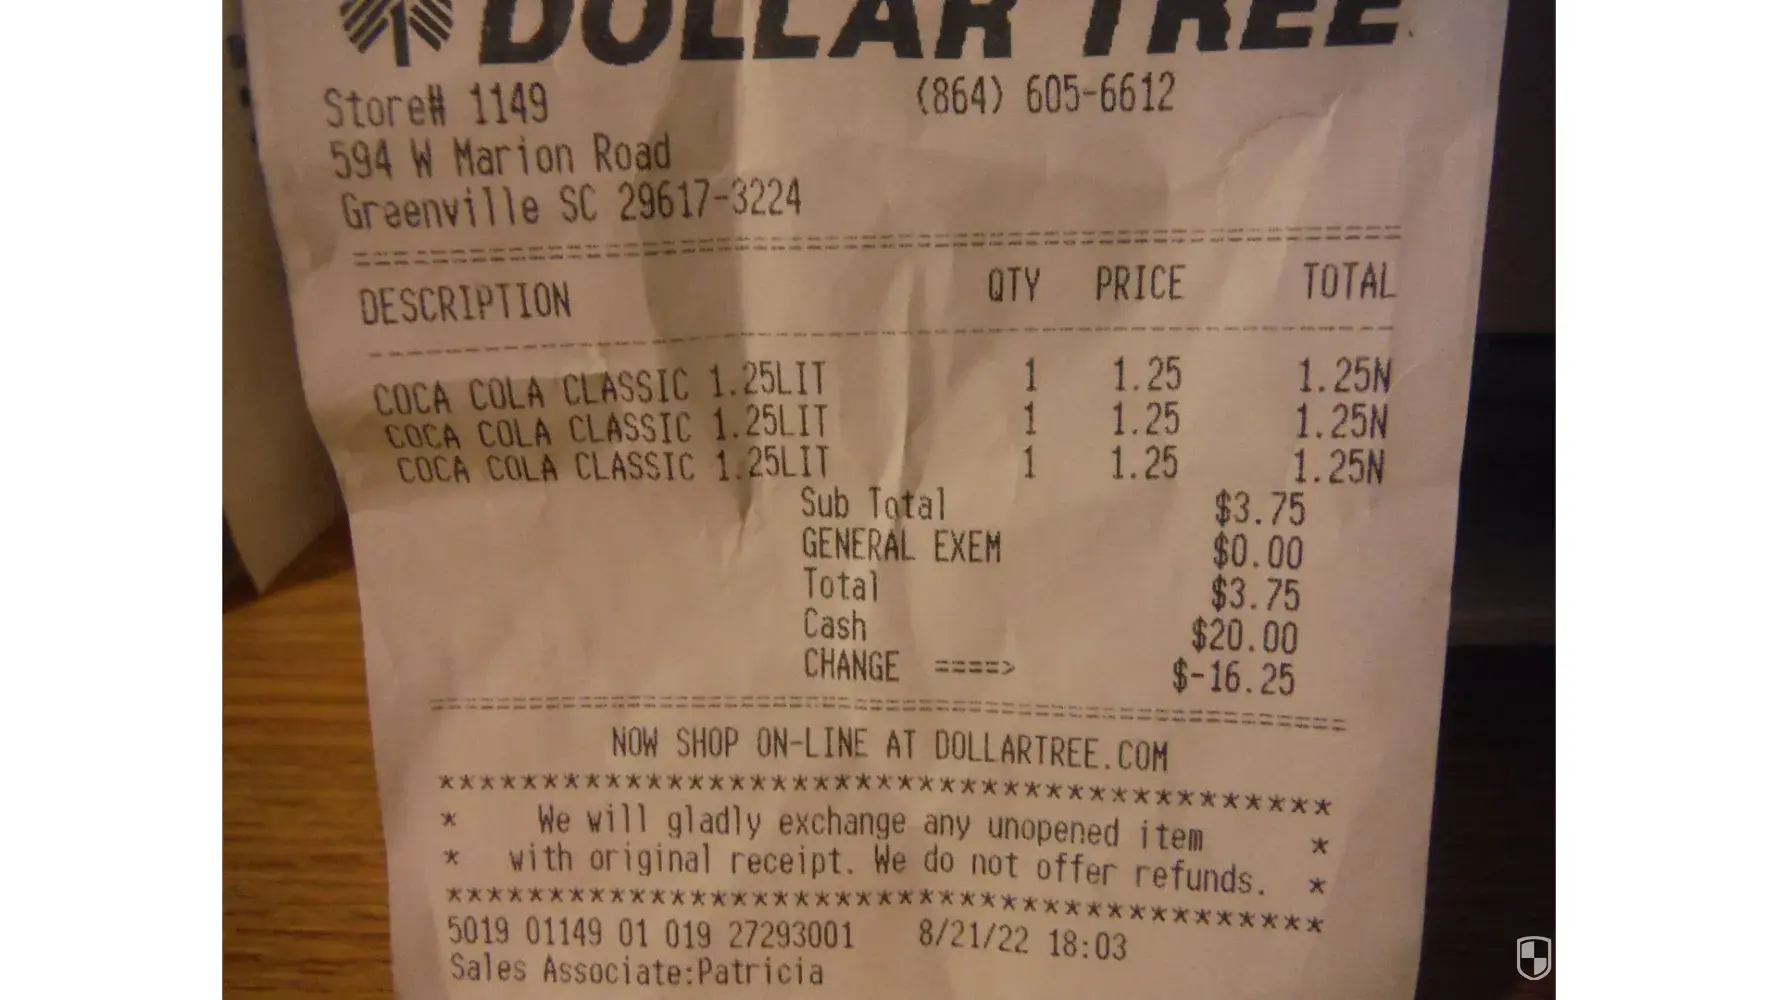 DOLLAR TREE
Store# 1149 (864) 605-6612
594 W Marion Road
Greenville SC 29617-3224
DESCRIPTION QTY PRICE TOTAL
COCA COLA CLASSIC 1.25LIT 1 1.25 1.25N
COCA COLA CLASSIC 1.25LIT 1 1.25 1.25N
COCA COLA CLASSIC 1.25LIT 1 1.25 1.25N
Sub Total $3.75
GENERAL EXEM $0.00
Total $3.75
Cash $20.00
CHANGE ====> $-16.25
NOW SHOP ON-LINE AT DOLLARTREE.COM
******************************************
* We will gladly exchange any unopened item *
* with original receipt. We do not offer refunds. *
******************************************
5019 01149 01 019 27293001 8/21/22 18:03
Sales Associate:Patricia